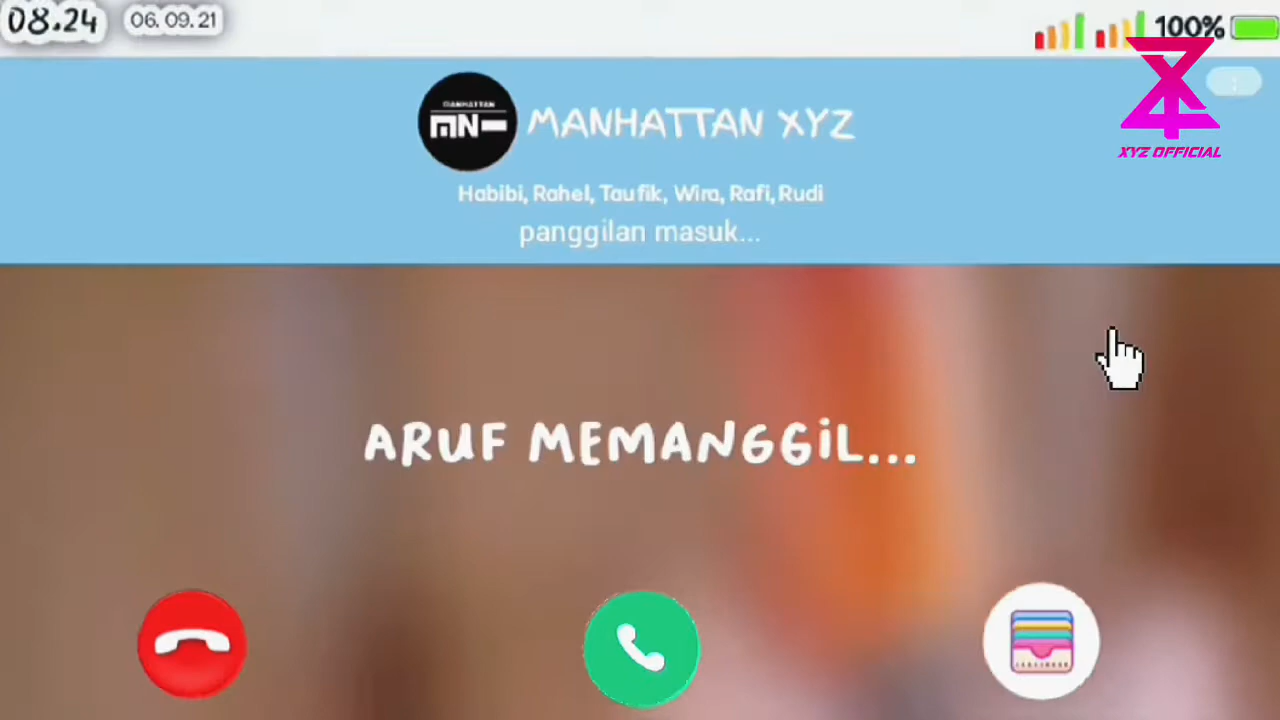 08.24 06.09.21 100%
MANHATTAN
MN-
MANHATTAN XYZ
XYZ OFFICIAL
Habibi, Rahel, Taufik, Wira, Rafi, Rudi
panggilan masuk...
ARUF MEMANGGiL...